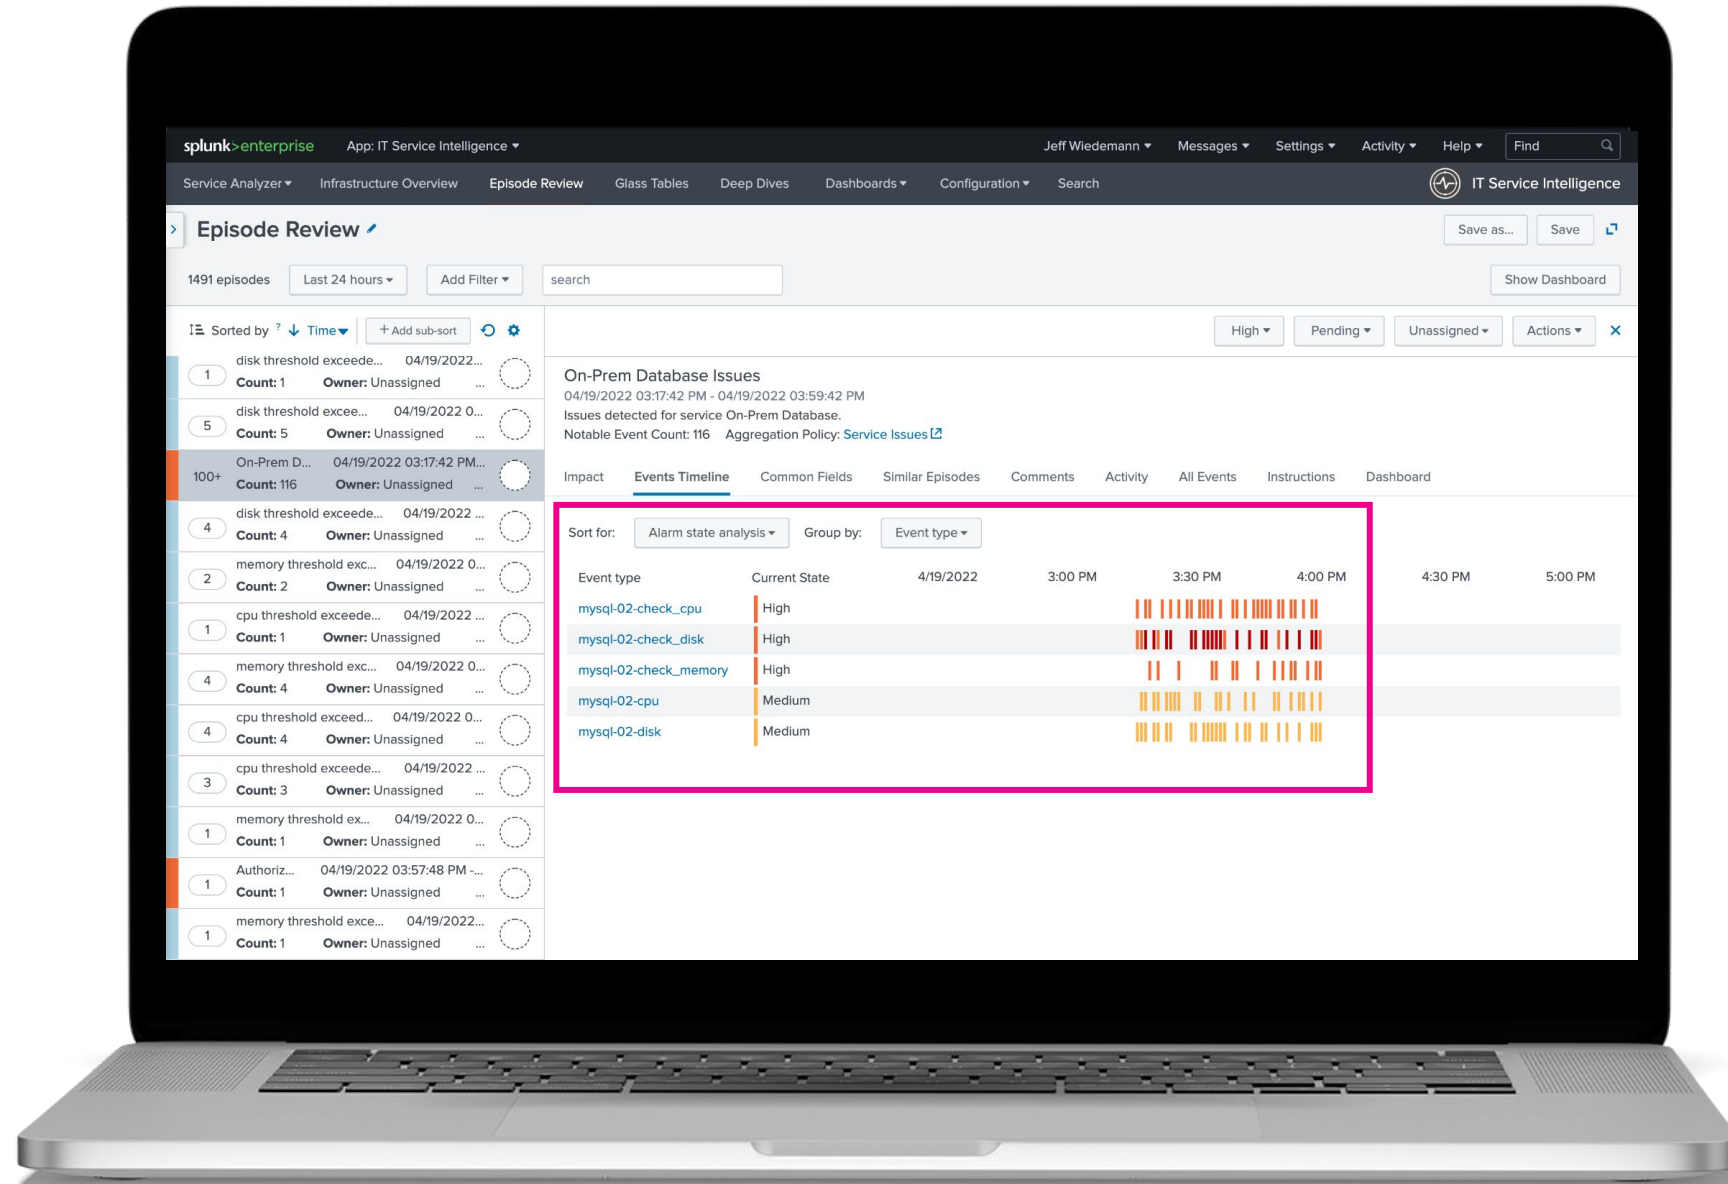 splunk>enterprise App: IT Service Intelligence Jeff Wiedemann Messages Settings Activity Help Find
Service Analyzer Infrastructure Overview Episode Review Glass Tables Deep Dives Dashboards Configuration Search IT Service Intelligence
Episode Review Save as... Save
1491 episodes Last 24 hours Add Filter search Show Dashboard
Sorted by ? Time + Add sub-sort
High Pending Unassigned Actions
disk threshold exceede... 04/19/2022...
1 Count: 1 Owner: Unassigned ...
disk threshold excee... 04/19/2022 0...
5 Count: 5 Owner: Unassigned ...
On-Prem D... 04/19/2022 03:17:42 PM...
100+ Count: 116 Owner: Unassigned ...
disk threshold exceede... 04/19/2022 ...
4 Count: 4 Owner: Unassigned ...
memory threshold exc... 04/19/2022 0...
2 Count: 2 Owner: Unassigned ...
cpu threshold exceede... 04/19/2022 ...
1 Count: 1 Owner: Unassigned ...
memory threshold exc... 04/19/2022 0...
4 Count: 4 Owner: Unassigned ...
cpu threshold exceed... 04/19/2022 0...
4 Count: 4 Owner: Unassigned ...
cpu threshold exceede... 04/19/2022 ...
3 Count: 3 Owner: Unassigned ...
memory threshold ex... 04/19/2022 0...
1 Count: 1 Owner: Unassigned ...
Authoriz... 04/19/2022 03:57:48 PM -...
1 Count: 1 Owner: Unassigned ...
memory threshold exce... 04/19/2022...
1 Count: 1 Owner: Unassigned ...
On-Prem Database Issues
04/19/2022 03:17:42 PM - 04/19/2022 03:59:42 PM
Issues detected for service On-Prem Database.
Notable Event Count: 116 Aggregation Policy: Service Issues
Impact Events Timeline Common Fields Similar Episodes Comments Activity All Events Instructions Dashboard
Sort for: Alarm state analysis Group by: Event type
Event type Current State 4/19/2022 3:00 PM 3:30 PM 4:00 PM 4:30 PM 5:00 PM
mysql-02-check_cpu High
mysql-02-check_disk High
mysql-02-check_memory High
mysql-02-cpu Medium
mysql-02-disk Medium